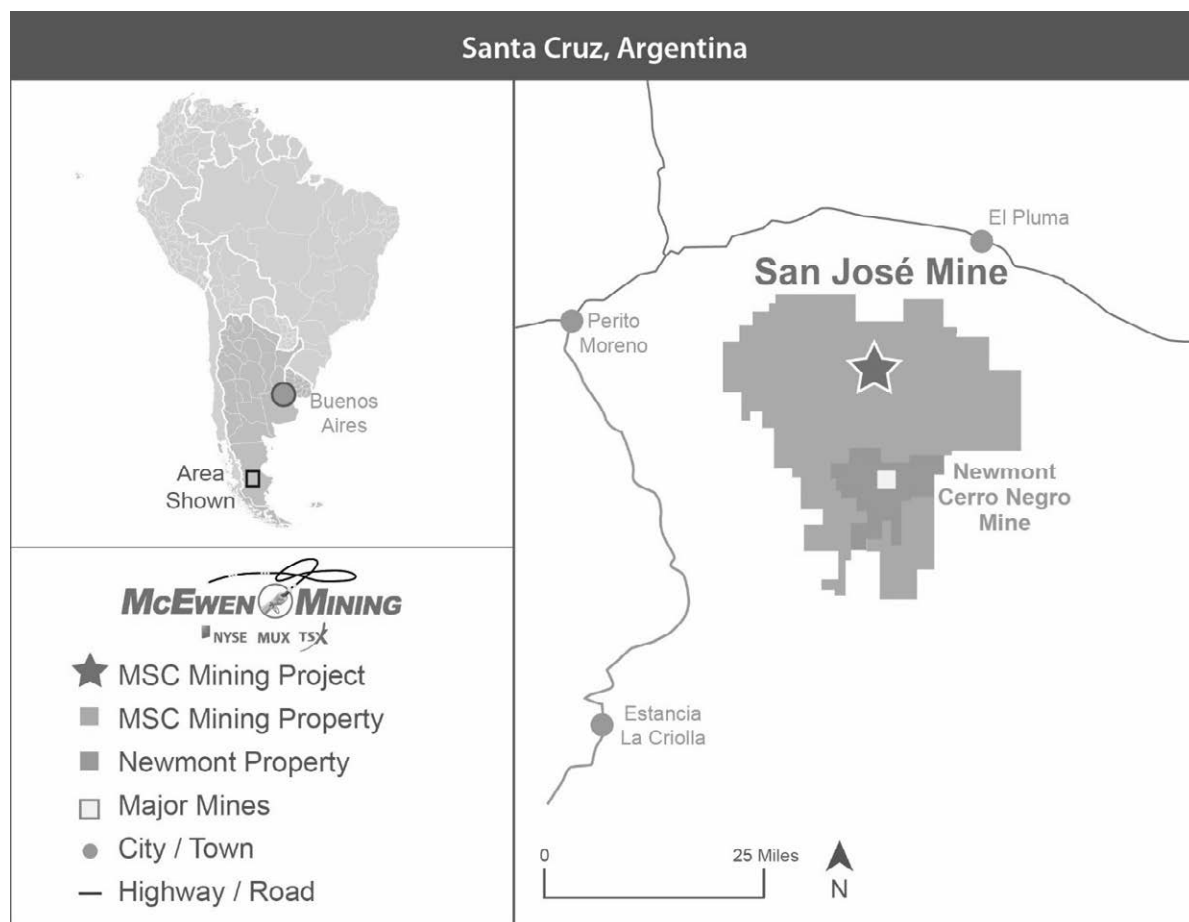 Santa Cruz, Argentina
Buenos
Aires
Area
Shown
McEWEN MINING
NYSE MUX TSX
MSC Mining Project
MSC Mining Property
Newmont Property
Major Mines
City / Town
Highway / Road
El Pluma
San José Mine
Perito
Moreno
Newmont
Cerro Negro
Mine
Estancia
La Criolla
0 25 Miles
N